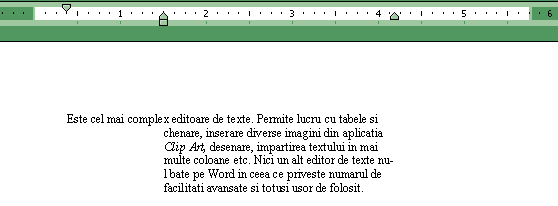 1 2 3 4 5 6
Este cel mai complex editoare de texte. Permite lucru cu tabele si
chenare, inserare diverse imagini din aplicatia
Clip Art, desenare, impartirea textului in mai
multe coloane etc. Nici un alt editor de texte nu-
l bate pe Word in ceea ce priveste numarul de
facilitati avansate si totusi usor de folosit.